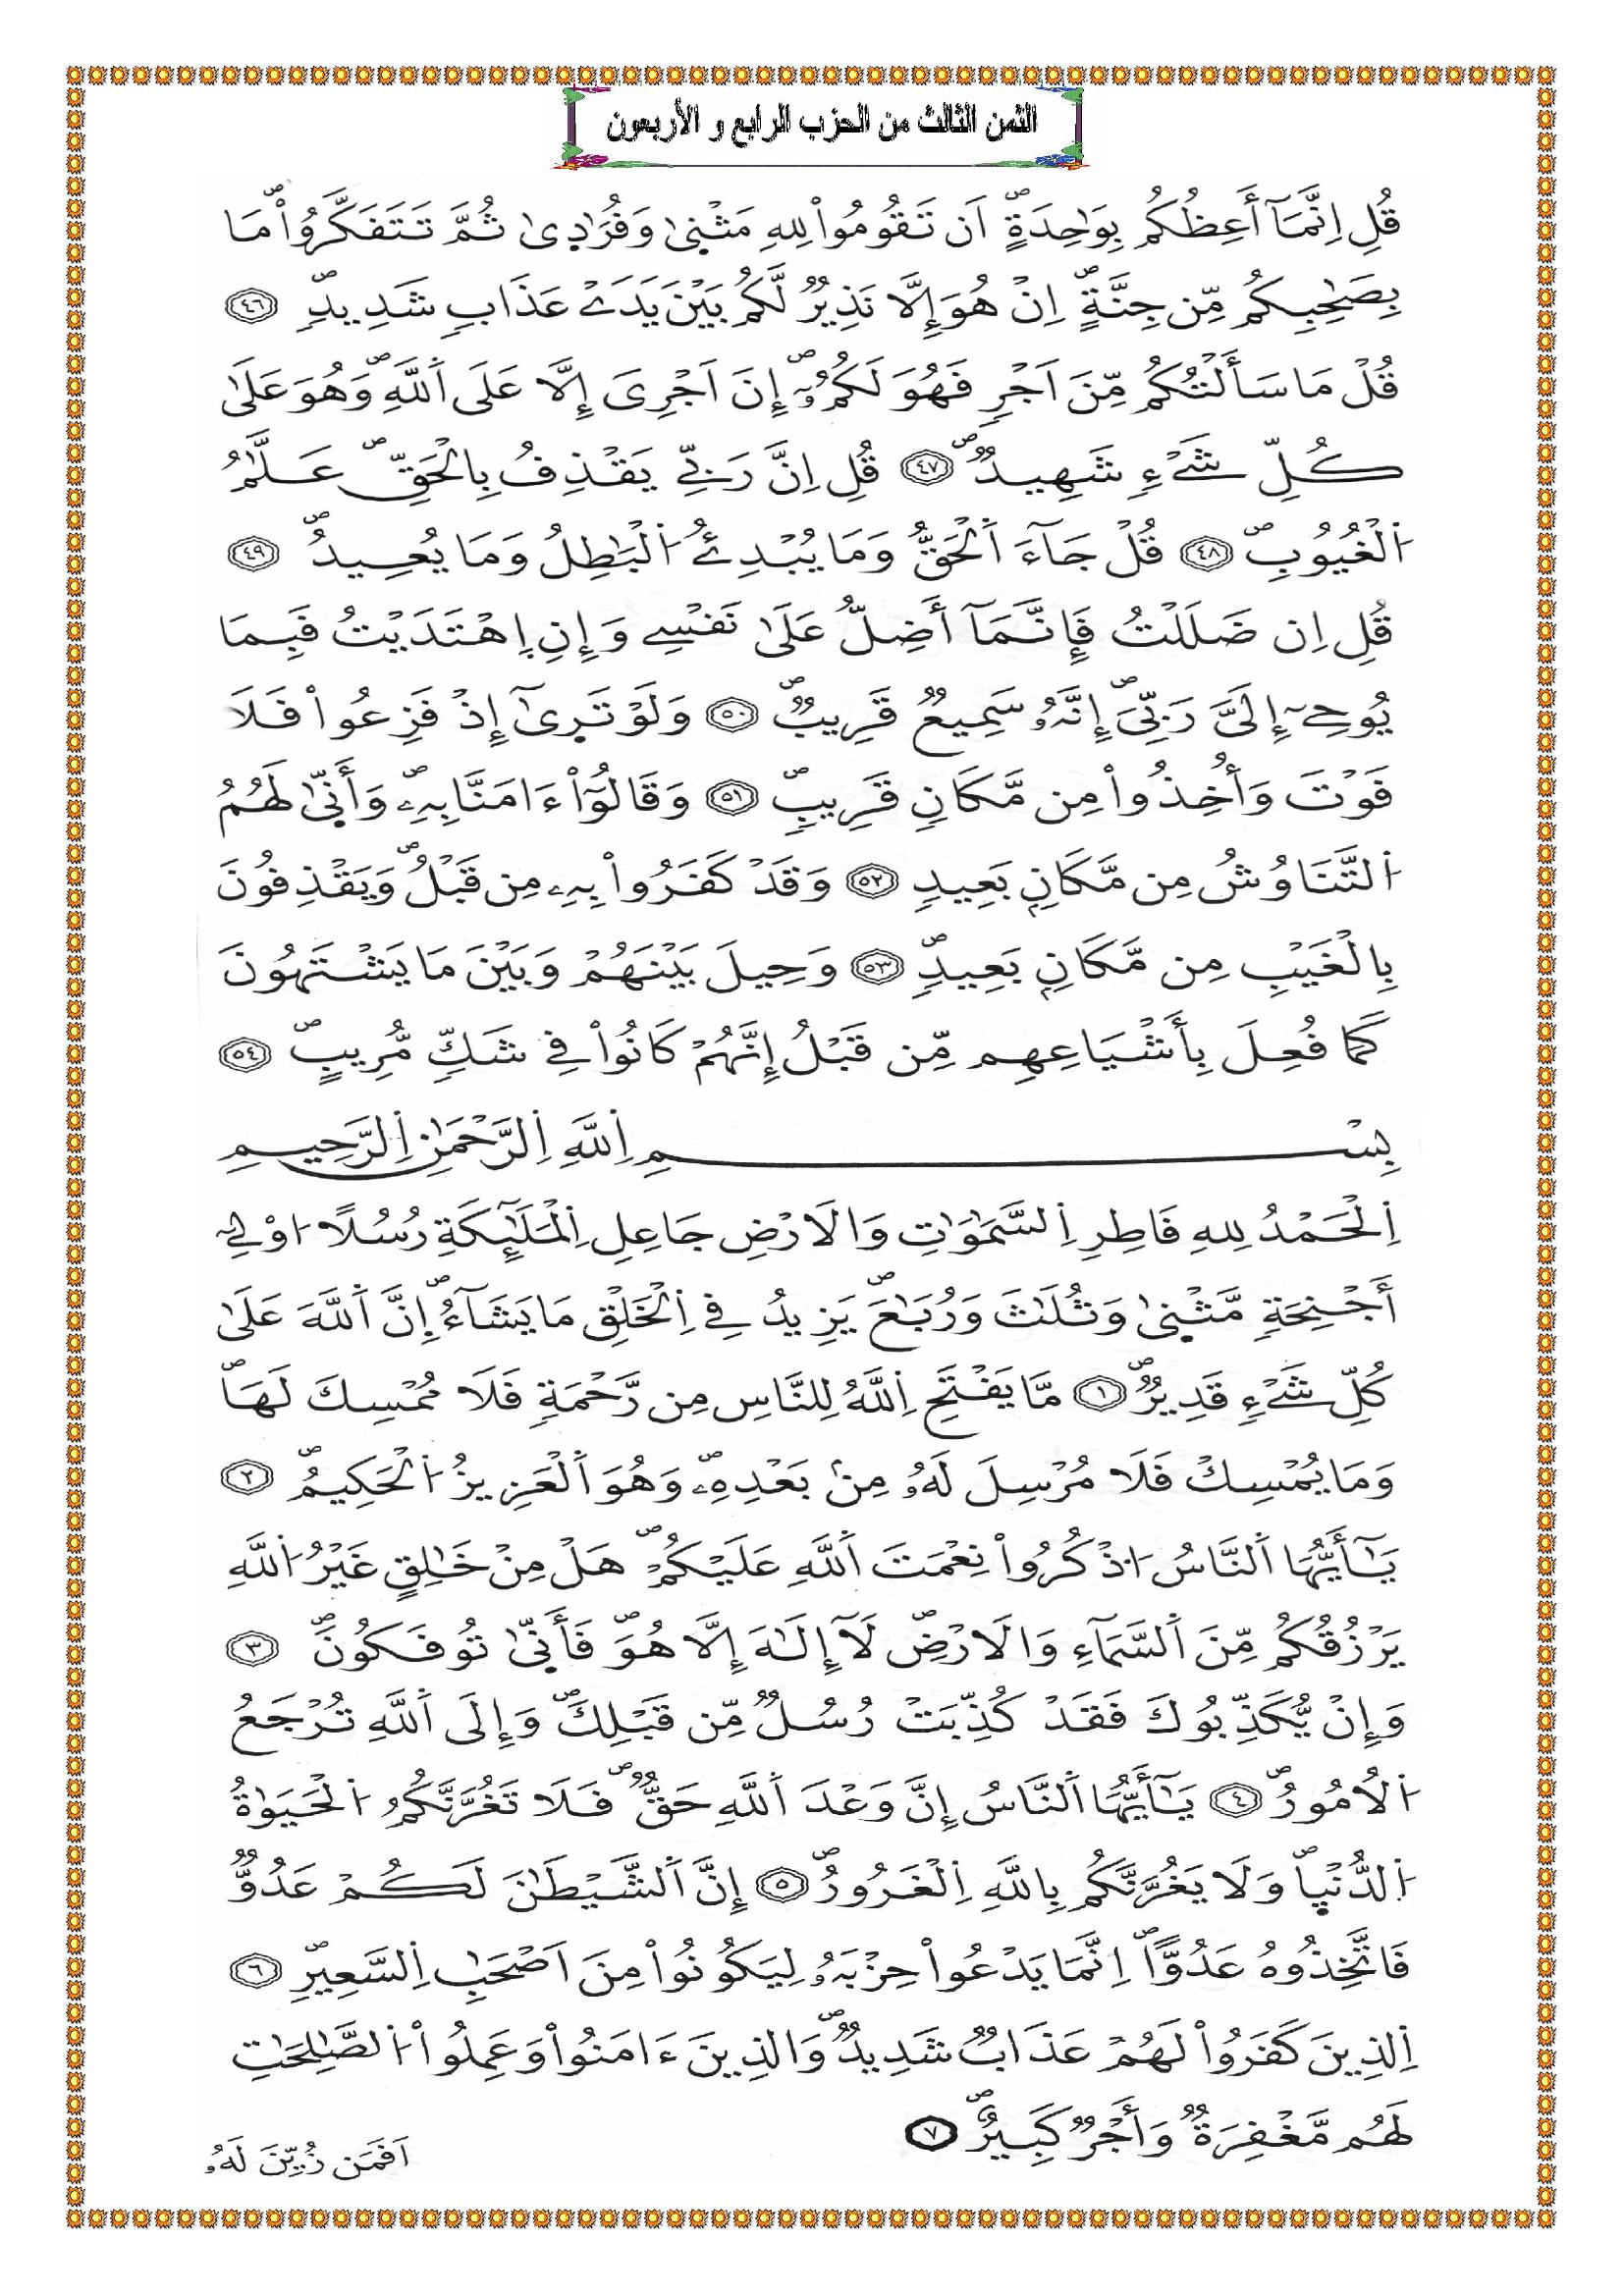 الثمن الثالث من الحزب الرابع و الأربعون
قُلِ اِنَّمَآ أَعِظُكُم بِوَٰحِدَةٍۖ اَن تَقُومُواْ لِلهِ مَثْنۭىٰ وَفُرَٰدۭىٰ ثُمَّ تَتَفَكَّرُواْۖ مَا
بِصَٰحِبِكُم مِّن جِنَّةٍۖ اِنْ هُوَ إِلَّا نَذِيرٌ لَّكُم بَيْنَ يَدَےْ عَذَابٍ شَدِيدٍۖ ٤٦
قُلْ مَا سَأَلْتُكُم مِّنَ اَجْرٍ فَهُوَ لَكُمُۥٓۖ إِنَ اَجْرِىَ إِلَّا عَلَى اَ۬للَّهِۖ وَهُوَ عَلَىٰ
كُلِّ شَےْءٍ شَهِيدٌۖ ٤٧ قُلِ اِنَّ رَبِّے يَقْذِفُ بِالْحَقِّۖ عَلَّٰمُ
اُ۬لْغُيُوبِۖ ٤٨ قُلْ جَآءَ اَ۬لْحَقُّ وَمَا يُبْدِۓُ اُ۬لْبَٰطِلُ وَمَا يُعِيدُۖ ٤٩
قُلِ اِن ضَلَلْتُ فَإِنَّمَآ أَضِلُّ عَلَىٰ نَفْسِے وَإِنِ اِ۪هْتَدَيْتُ فَبِمَا
يُوحِےٓ إِلَىَّ رَبِّىَۖ إِنَّهُۥ سَمِيعٌ قَرِيبٌۖ ٥٠ وَلَوْ تَرۭىٰٓ إِذْ فَزِعُواْ فَلَا
فَوْتَ وَأُخِذُواْ مِن مَّكَانٍ قَرِيبٍۖ ٥١ وَقَالُوٓاْ ءَامَنَّا بِهِۦۖ وَأَنّۭىٰ لَهُمُ
اُ۬لتَّنَاوُشُ مِن مَّكَانٍۢ بَعِيدٍ ٥٢ وَقَدْ كَفَرُواْ بِهِۦ مِن قَبْلُۖ وَيَقْذِفُونَ
بِالْغَيْبِ مِن مَّكَانٍۢ بَعِيدٍۖ ٥٣ وَحِيلَ بَيْنَهُمْ وَبَيْنَ مَا يَشْتَهُونَ
كَمَا فُعِلَ بِأَشْيَاعِهِم مِّن قَبْلُ إِنَّهُمْ كَانُواْ فِے شَكٍّ مُّرِيبٍۖ ٥٤
بِسْمِ اِ۬للَّهِ اِ۬لرَّحْمَٰنِ اِ۬لرَّحِيمِ
اِ۬لْحَمْدُ لِلهِ فَاطِرِ اِ۬لسَّمَٰوَٰتِ وَالَارْضِ جَاعِلِ اِ۬لْمَلَٰٓئِكَةِ رُسُلاً اُوْلِےٓ
أَجْنِحَةٍ مَّثْنۭىٰ وَثُلَٰثَ وَرُبَٰعَۖ يَزِيدُ فِے اِ۬لْخَلْقِ مَا يَشَآءُۖ اِ۪نَّ اَ۬للَّهَ عَلَىٰ
كُلِّ شَےْءٍ قَدِيرٌۖ ١ مَّا يَفْتَحِ اِ۬للَّهُ لِلنَّاسِ مِن رَّحْمَةٍ فَلَا مُمْسِكَ لَهَاۖ
وَمَا يُمْسِكْ فَلَا مُرْسِلَ لَهُۥ مِنۢ بَعْدِهِۦۖ وَهُوَ اَ۬لْعَزِيزُ اُ۬لْحَكِيمُۖ ٢
يَٰٓأَيُّهَا اَ۬لنَّاسُ اُ۟ذْكُرُواْ نِعْمَتَ اَ۬للَّهِ عَلَيْكُمْۖ هَلْ مِنْ خَٰلِقٍ غَيْرُ اُ۬للَّهِ
يَرْزُقُكُم مِّنَ اَ۬لسَّمَآءِ وَالَارْضِۖ لَآ إِلَٰهَ إِلَّا هُوَۖ فَأَنّۭىٰ تُوفَكُونَۖ ٣
وَإِنْ يُّكَذِّبُوكَ فَقَدْ كُذِّبَتْ رُسُلٌ مِّن قَبْلِكَۖ وَإِلَى اَ۬للَّهِ تُرْجَعُ
اُ۬لُامُورُۖ ٤ يَٰٓأَيُّهَا اَ۬لنَّاسُ إِنَّ وَعْدَ اَ۬للَّهِ حَقٌّۖ فَلَا تَغُرَّنَّكُمُ اُ۬لْحَيَوٰةُ
اُ۬لدُّنْيۭاۖ وَلَا يَغُرَّنَّكُم بِاللَّهِ اِ۬لْغَرُورُۖ ٥ إِنَّ اَ۬لشَّيْطَٰنَ لَكُمْ عَدُوٌّ
فَاتَّخِذُوهُ عَدُوّاًۖ اِنَّمَا يَدْعُواْ حِزْبَهُۥ لِيَكُونُواْ مِنَ اَصْحَٰبِ اِ۬لسَّعِيرِۖ ٦
اِ۬لذِينَ كَفَرُواْ لَهُمْ عَذَابٌ شَدِيدٌۖ وَالذِينَ ءَامَنُواْ وَعَمِلُواْ اُ۬لصَّٰلِحَٰتِ
لَهُم مَّغْفِرَةٌ وَأَجْرٌ كَبِيرٌۖ ٧
اَفَمَن زُيِّنَ لَهُۥ